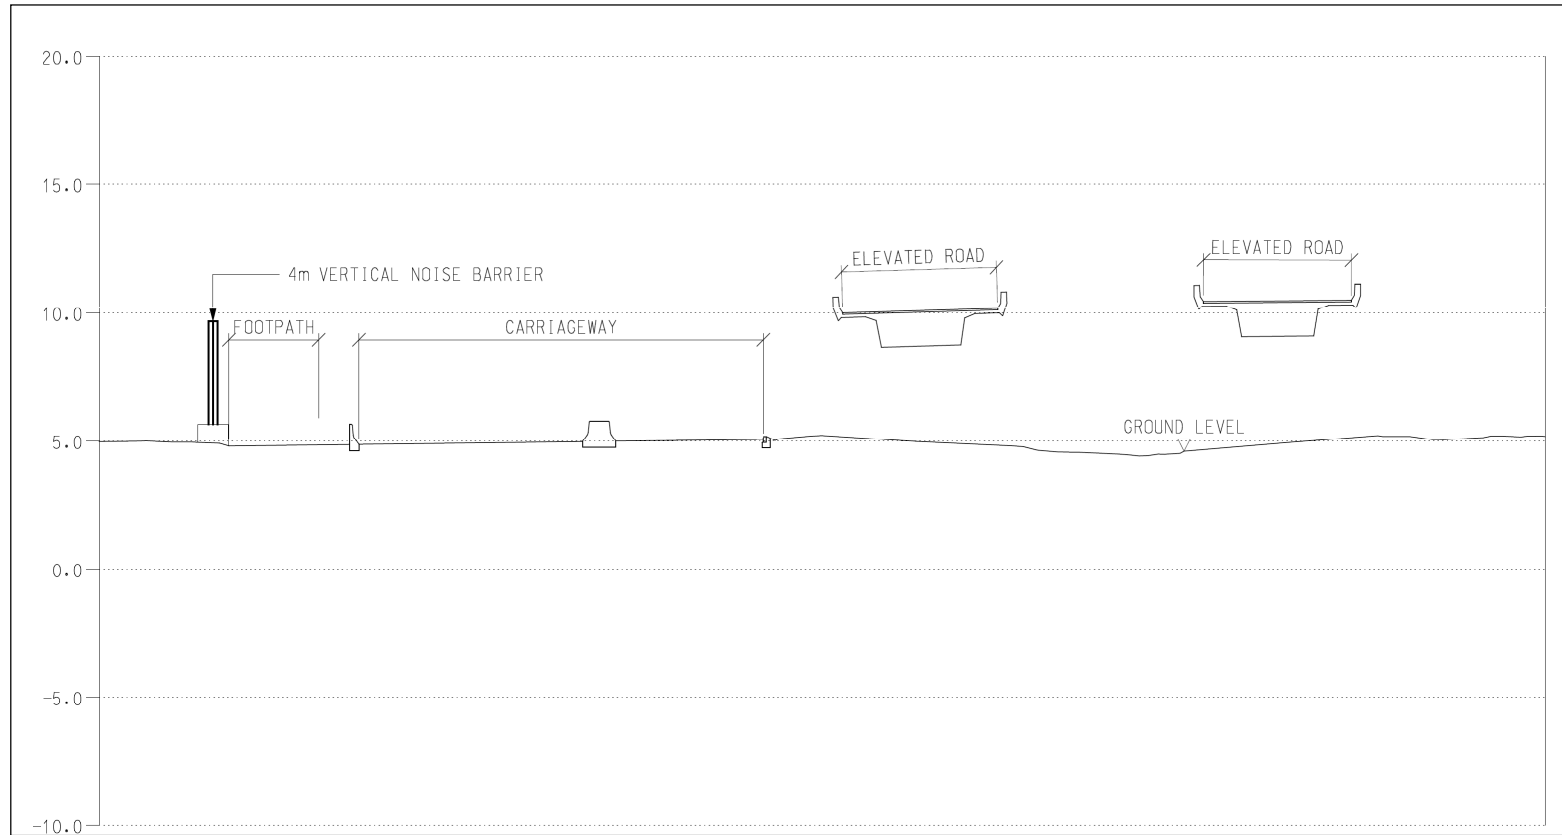 20.0
15.0
ELEVATED ROAD
ELEVATED ROAD
4m VERTICAL NOISE BARRIER
10.0
FOOTPATH
CARRIAGEWAY
5.0
GROUND LEVEL
0.0
-5.0
-10.0